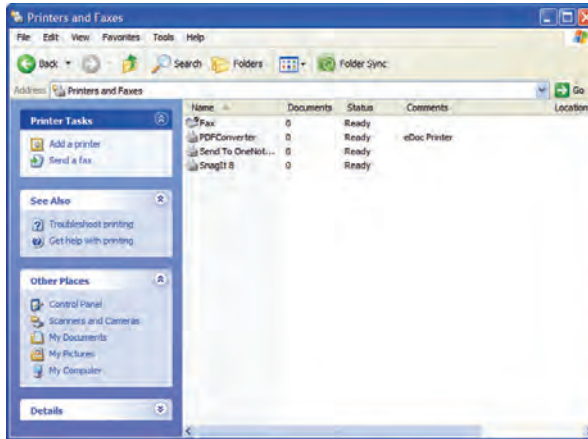 Printers and Faxes
File Edit View Favorites Tools Help
Back Search Folders Folder Sync
Address Printers and Faxes Go
Name Documents Status Comments Location
Printer Tasks
Add a printer
Send a fax
Fax 0 Ready
PDFConverter 0 Ready eDoc Printer
Send To OneNot... 0 Ready
SnagIt 8 0 Ready
See Also
Troubleshoot printing
Get help with printing
Other Places
Control Panel
Scanners and Cameras
My Documents
My Pictures
My Computer
Details